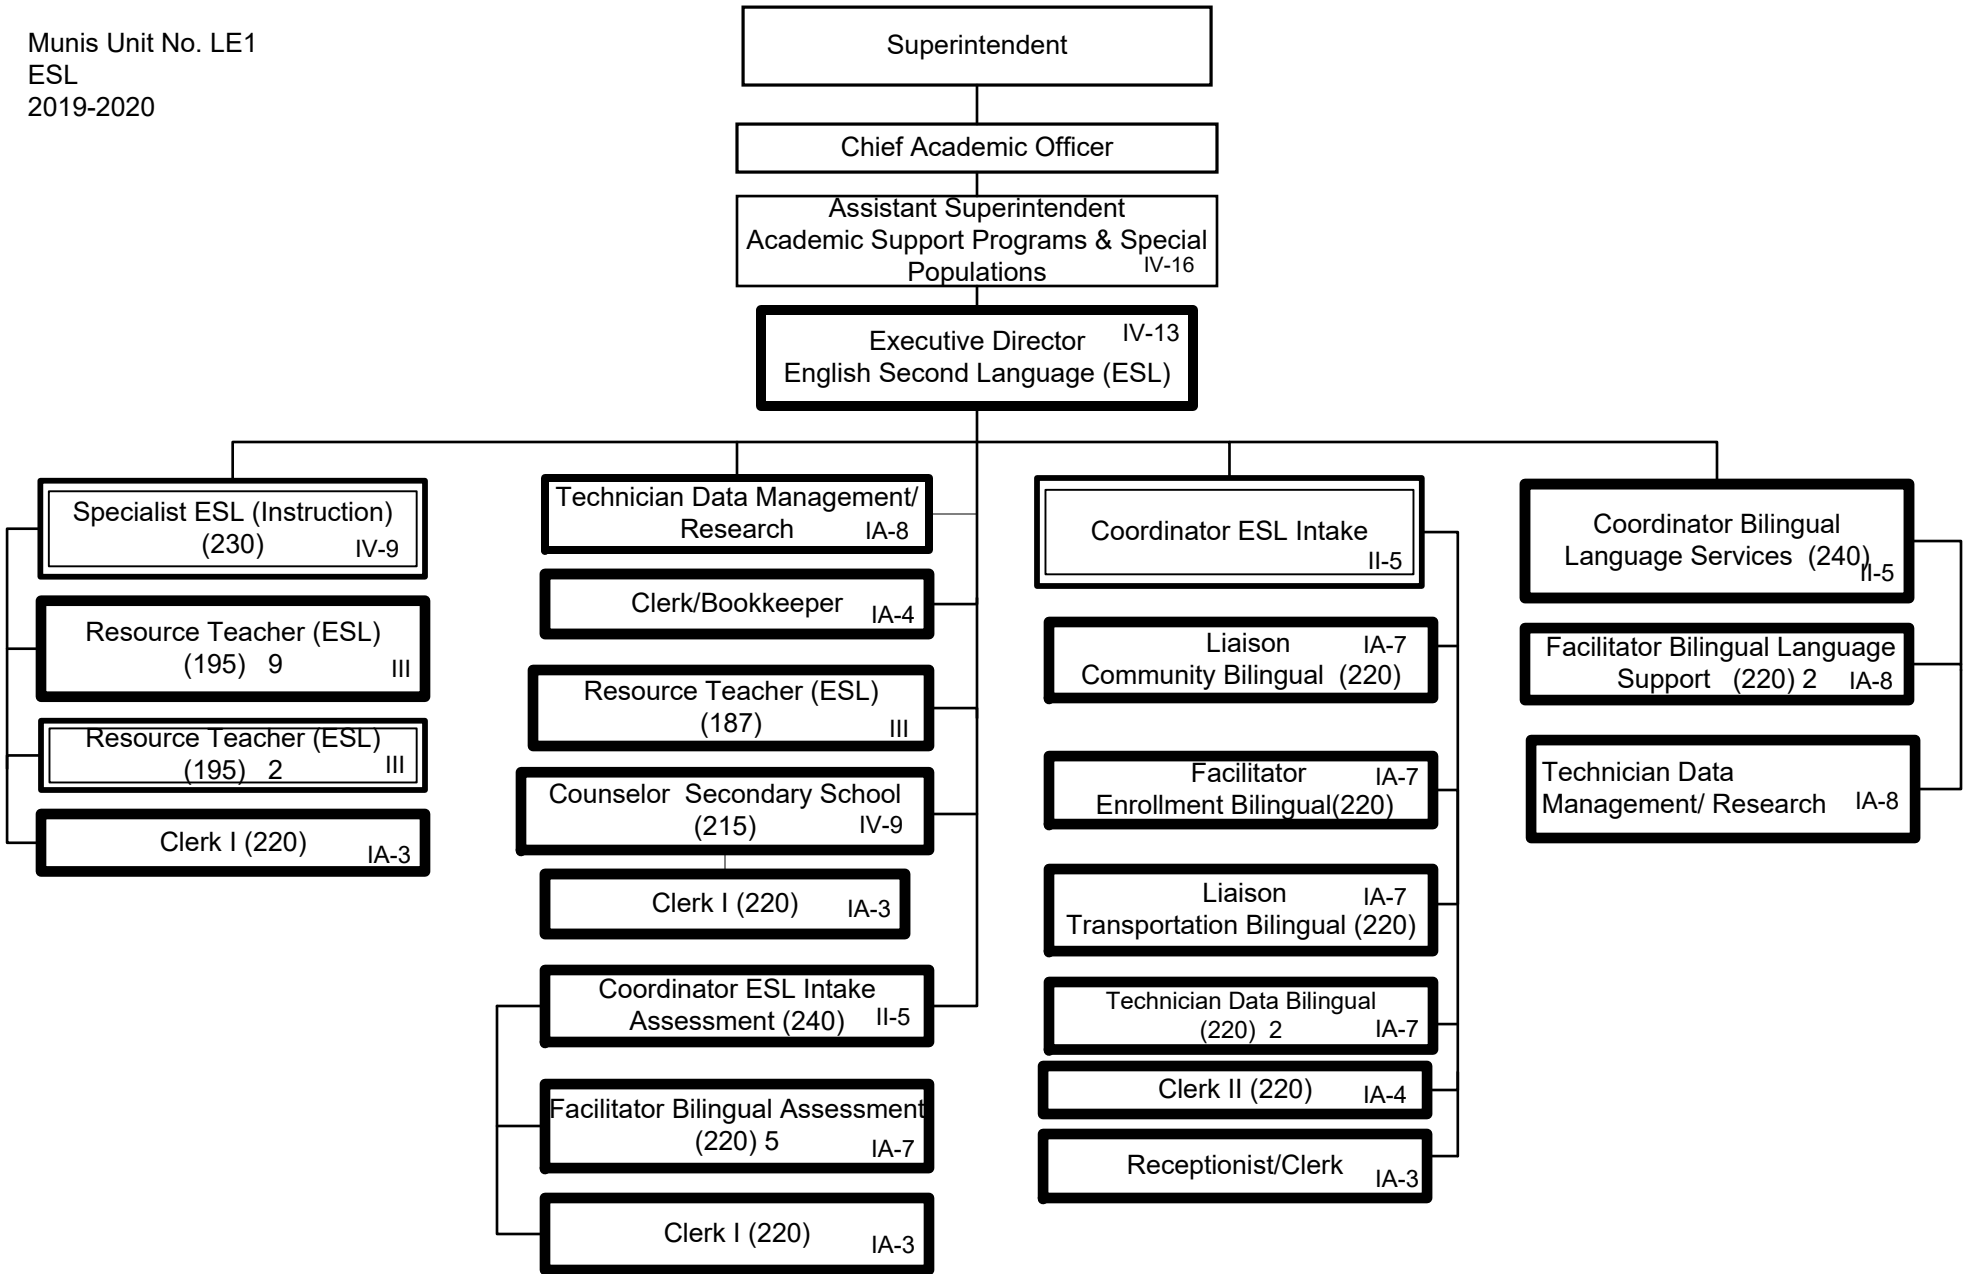 Munis Unit No. LE1
ESL
2019-2020
Superintendent
Chief Academic Officer
Assistant Superintendent
Academic Support Programs & Special
Populations
IV-16
Executive Director
IV-13
English Second Language (ESL)
Specialist ESL (Instruction)
(230)
IV-9
Resource Teacher (ESL)
(195) 9
III
Resource Teacher (ESL)
(195) 2
III
Clerk I (220)
IA-3
Technician Data Management/
Research
IA-8
Clerk/Bookkeeper
IA-4
Resource Teacher (ESL)
(187)
III
Counselor Secondary School
(215)
IV-9
Clerk I (220)
IA-3
Coordinator ESL Intake
Assessment (240)
II-5
Facilitator Bilingual Assessment
(220) 5
IA-7
Clerk I (220)
IA-3
Coordinator ESL Intake
II-5
Liaison
IA-7
Community Bilingual (220)
Facilitator
IA-7
Enrollment Bilingual(220)
Liaison
IA-7
Transportation Bilingual (220)
Technician Data Bilingual
(220) 2
IA-7
Clerk II (220)
IA-4
Receptionist/Clerk
IA-3
Coordinator Bilingual
Language Services (240)
II-5
Facilitator Bilingual Language
Support (220) 2
IA-8
Technician Data
Management/ Research
IA-8